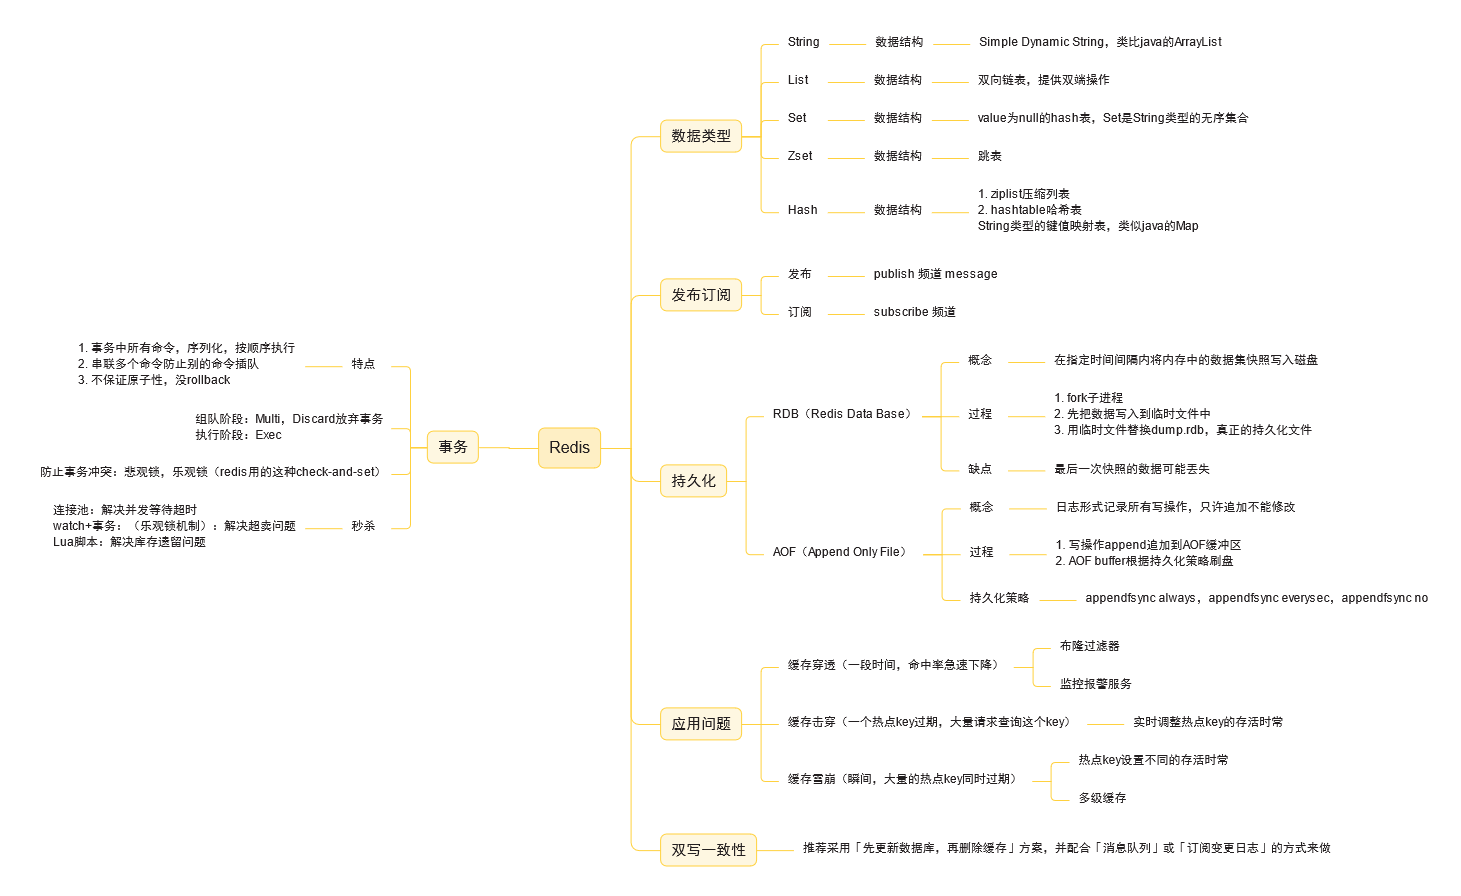 Redis
数据类型
String
数据结构
Simple Dynamic String，类比java的ArrayList
List
数据结构
双向链表，提供双端操作
Set
数据结构
value为null的hash表，Set是String类型的无序集合
Zset
数据结构
跳表
Hash
数据结构
1. ziplist压缩列表
2. hashtable哈希表
String类型的键值映射表，类似java的Map
发布订阅
发布
publish 频道 message
订阅
subscribe 频道
持久化
RDB（Redis Data Base）
概念
在指定时间间隔内将内存中的数据集快照写入磁盘
过程
1. fork子进程
2. 先把数据写入到临时文件中
3. 用临时文件替换dump.rdb，真正的持久化文件
缺点
最后一次快照的数据可能丢失
AOF（Append Only File）
概念
日志形式记录所有写操作，只许追加不能修改
过程
1. 写操作append追加到AOF缓冲区
2. AOF buffer根据持久化策略刷盘
持久化策略
appendfsync always，appendfsync everysec，appendfsync no
应用问题
缓存穿透（一段时间，命中率急速下降）
布隆过滤器
监控报警服务
缓存击穿（一个热点key过期，大量请求查询这个key）
实时调整热点key的存活时常
缓存雪崩（瞬间，大量的热点key同时过期）
热点key设置不同的存活时常
多级缓存
双写一致性
推荐采用「先更新数据库，再删除缓存」方案，并配合「消息队列」或「订阅变更日志」的方式来做
事务
特点
1. 事务中所有命令，序列化，按顺序执行
2. 串联多个命令防止别的命令插队
3. 不保证原子性，没rollback
组队阶段：Multi，Discard放弃事务
执行阶段：Exec
防止事务冲突：悲观锁，乐观锁（redis用的这种check-and-set）
秒杀
连接池：解决并发等待超时
watch+事务：（乐观锁机制）：解决超卖问题
Lua脚本：解决库存遗留问题